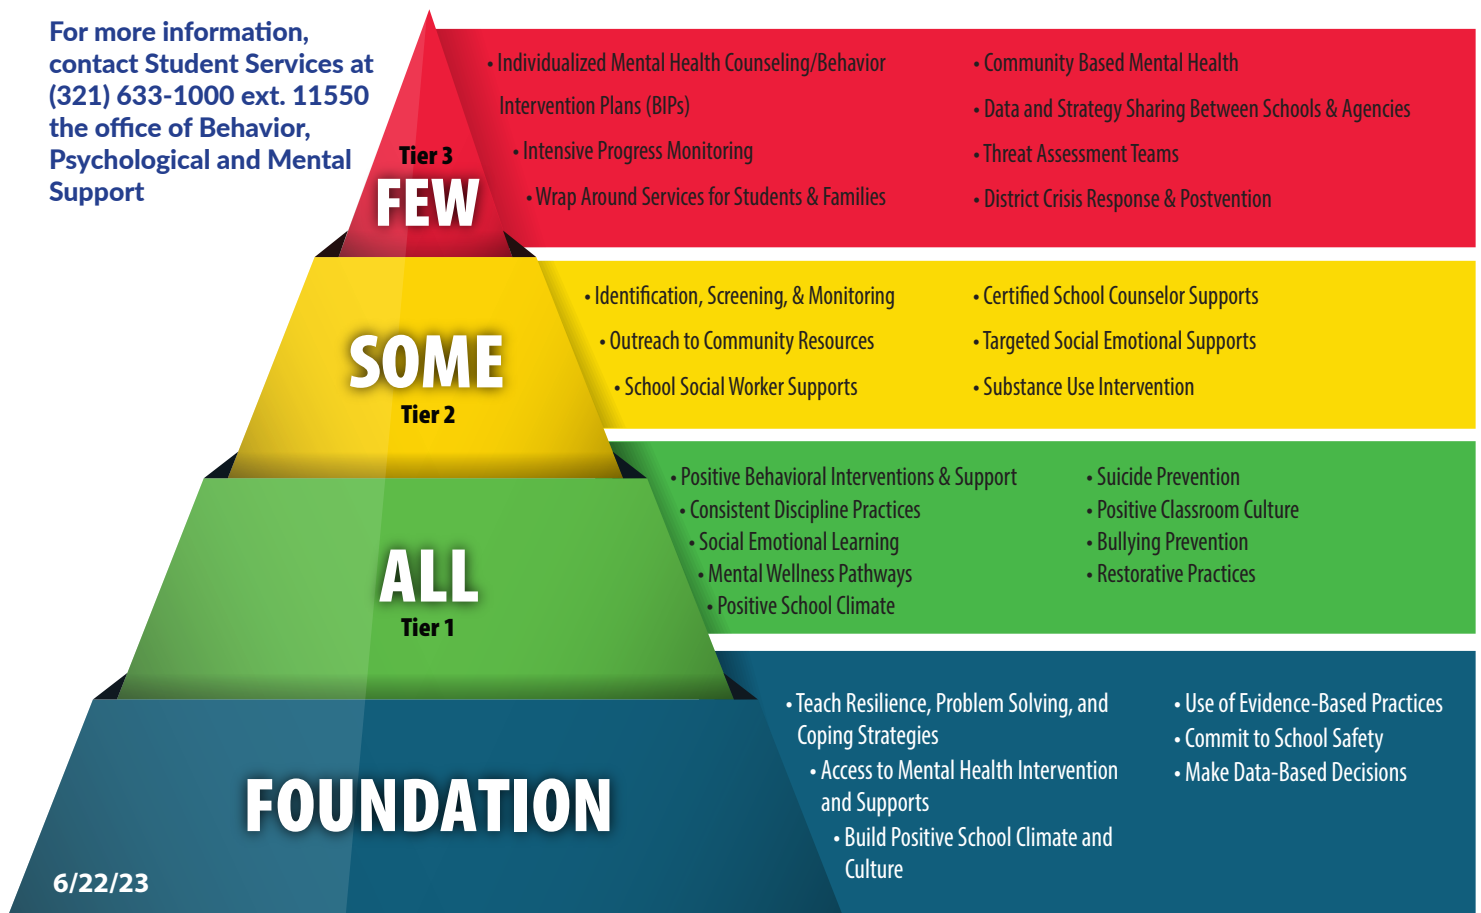 For more information,
contact Student Services at
(321) 633-1000 ext. 11550
the office of Behavior,
Psychological and Mental
Support
Tier 3
FEW
• Individualized Mental Health Counseling/Behavior
Intervention Plans (BIPs)
• Intensive Progress Monitoring
• Wrap Around Services for Students & Families
• Community Based Mental Health
• Data and Strategy Sharing Between Schools & Agencies
• Threat Assessment Teams
• District Crisis Response & Postvention
SOME
Tier 2
• Identification, Screening, & Monitoring
• Outreach to Community Resources
• School Social Worker Supports
• Certified School Counselor Supports
• Targeted Social Emotional Supports
• Substance Use Intervention
ALL
Tier 1
• Positive Behavioral Interventions & Support
• Consistent Discipline Practices
• Social Emotional Learning
• Mental Wellness Pathways
• Positive School Climate
• Suicide Prevention
• Positive Classroom Culture
• Bullying Prevention
• Restorative Practices
FOUNDATION
• Teach Resilience, Problem Solving, and
Coping Strategies
• Access to Mental Health Intervention
and Supports
• Build Positive School Climate and
Culture
• Use of Evidence-Based Practices
• Commit to School Safety
• Make Data-Based Decisions
6/22/23